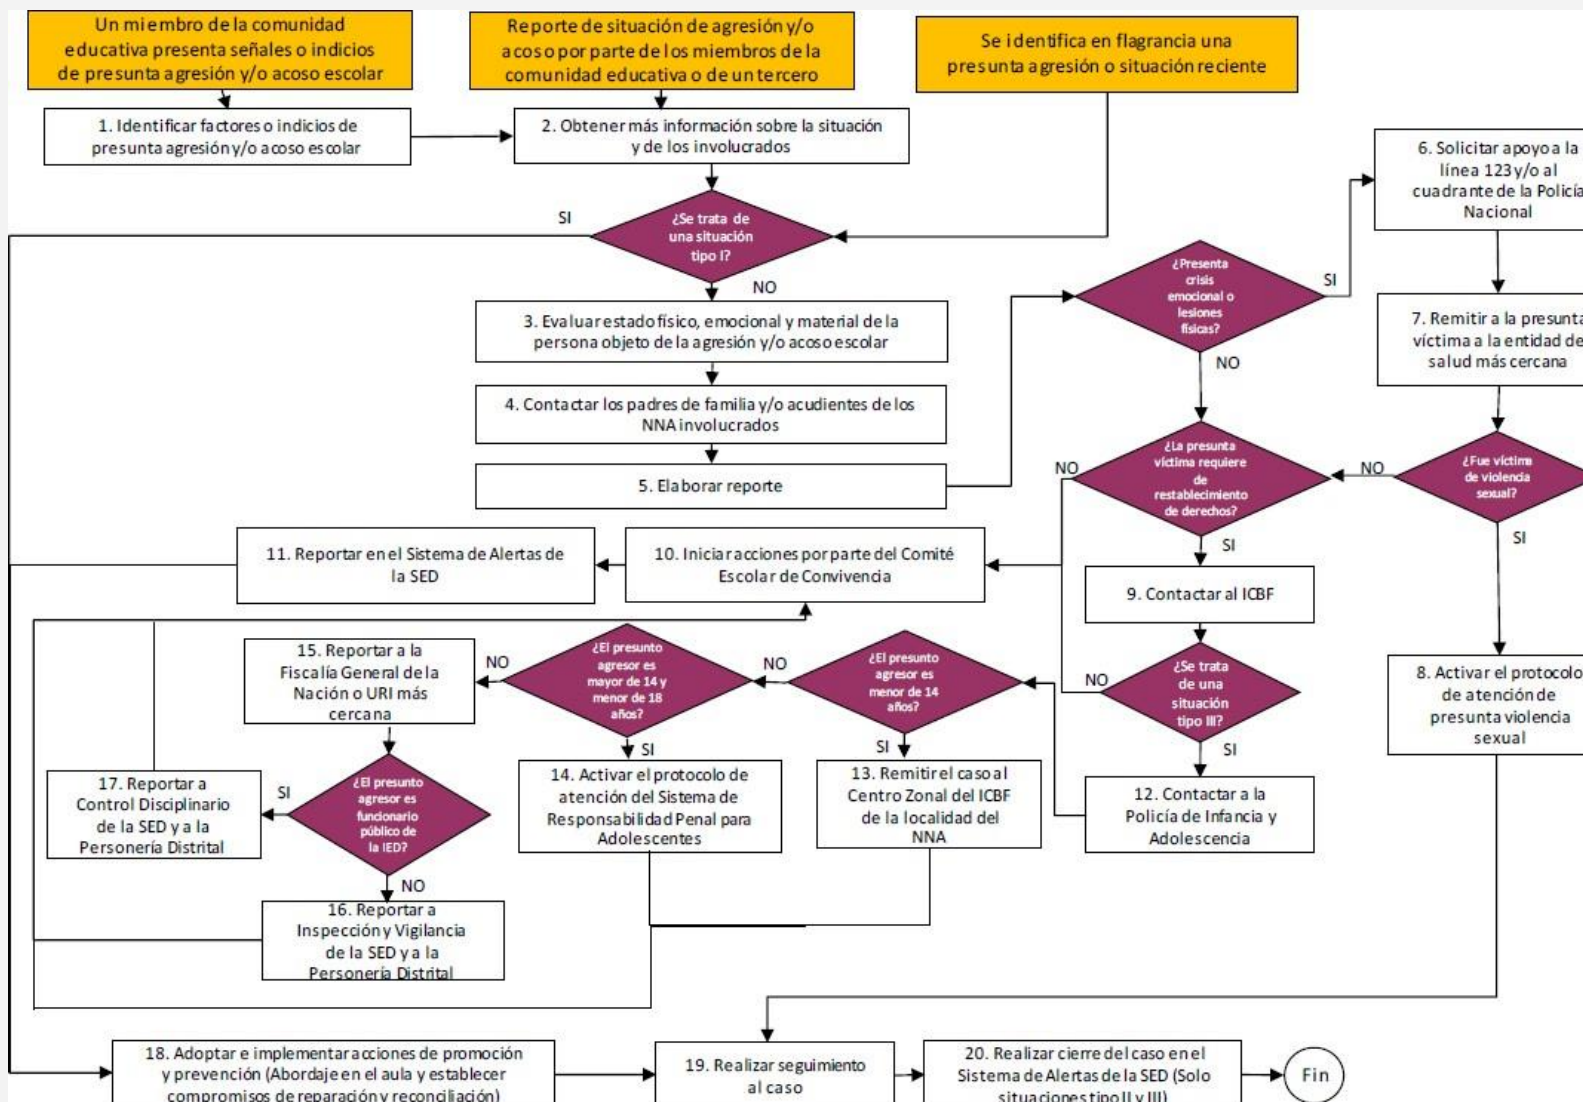 Un miembro de la comunidad
educativa presenta señales o indicios
de presunta agresión y/o acoso escolar
Reporte de situación de agresión y/o
acoso por parte de los miembros de la
comunidad educativa o de un tercero
Se identifica en flagrancia una
presunta agresión o situación reciente
1. Identificar factores o indicios de
presunta agresión y/o acoso escolar
2. Obtener más información sobre la situación
y de los involucrados
6. Solicitar apoyo a la
línea 123 y/o al
cuadrante de la Policía
Nacional
SI
¿Se trata de
una situación
tipo I?
NO
¿Presenta
crisis
emocional o
lesiones
físicas?
SI
NO
3. Evaluar estado físico, emocional y material de la
persona objeto de la agresión y/o acoso escolar
7. Remitir a la presunta
víctima a la entidad de
salud más cercana
4. Contactar los padres de familia y/o acudientes de los
NNA involucrados
5. Elaborar reporte
NO
¿La presunta
víctima requiere
de
restablecimiento
de derechos?
SI
NO
¿Fue víctima
de violencia
sexual?
SI
11. Reportar en el Sistema de Alertas de
la SED
10. Iniciar acciones por parte del Comité
Escolar de Convivencia
9. Contactar al ICBF
15. Reportar a la
Fiscalía General de la
Nación o URI más
cercana
NO
¿El presunto
agresor es
mayor de 14 y
menor de 18
años?
SI
NO
¿El presunto
agresor es
menor de 14
años?
SI
NO
¿Se trata
de una
situación
tipo III?
SI
8. Activar el protocolo
de atención de
presunta violencia
sexual
17. Reportar a
Control Disciplinario
de la SED y a la
Personería Distrital
SI
¿El presunto
agresor es
funcionario
público de
la IED?
NO
14. Activar el protocolo de
atención del Sistema de
Responsabilidad Penal para
Adolescentes
13. Remitir el caso al
Centro Zonal del ICBF
de la localidad del
NNA
12. Contactar a la
Policía de Infancia y
Adolescencia
16. Reportar a
Inspección y Vigilancia
de la SED y a la
Personería Distrital
18. Adoptar e implementar acciones de promoción
y prevención (Abordaje en el aula y establecer
compromisos de reparación y reconciliación)
19. Realizar seguimiento
al caso
20. Realizar cierre del caso en el
Sistema de Alertas de la SED (Solo
situaciones tipo II y III)
Fin